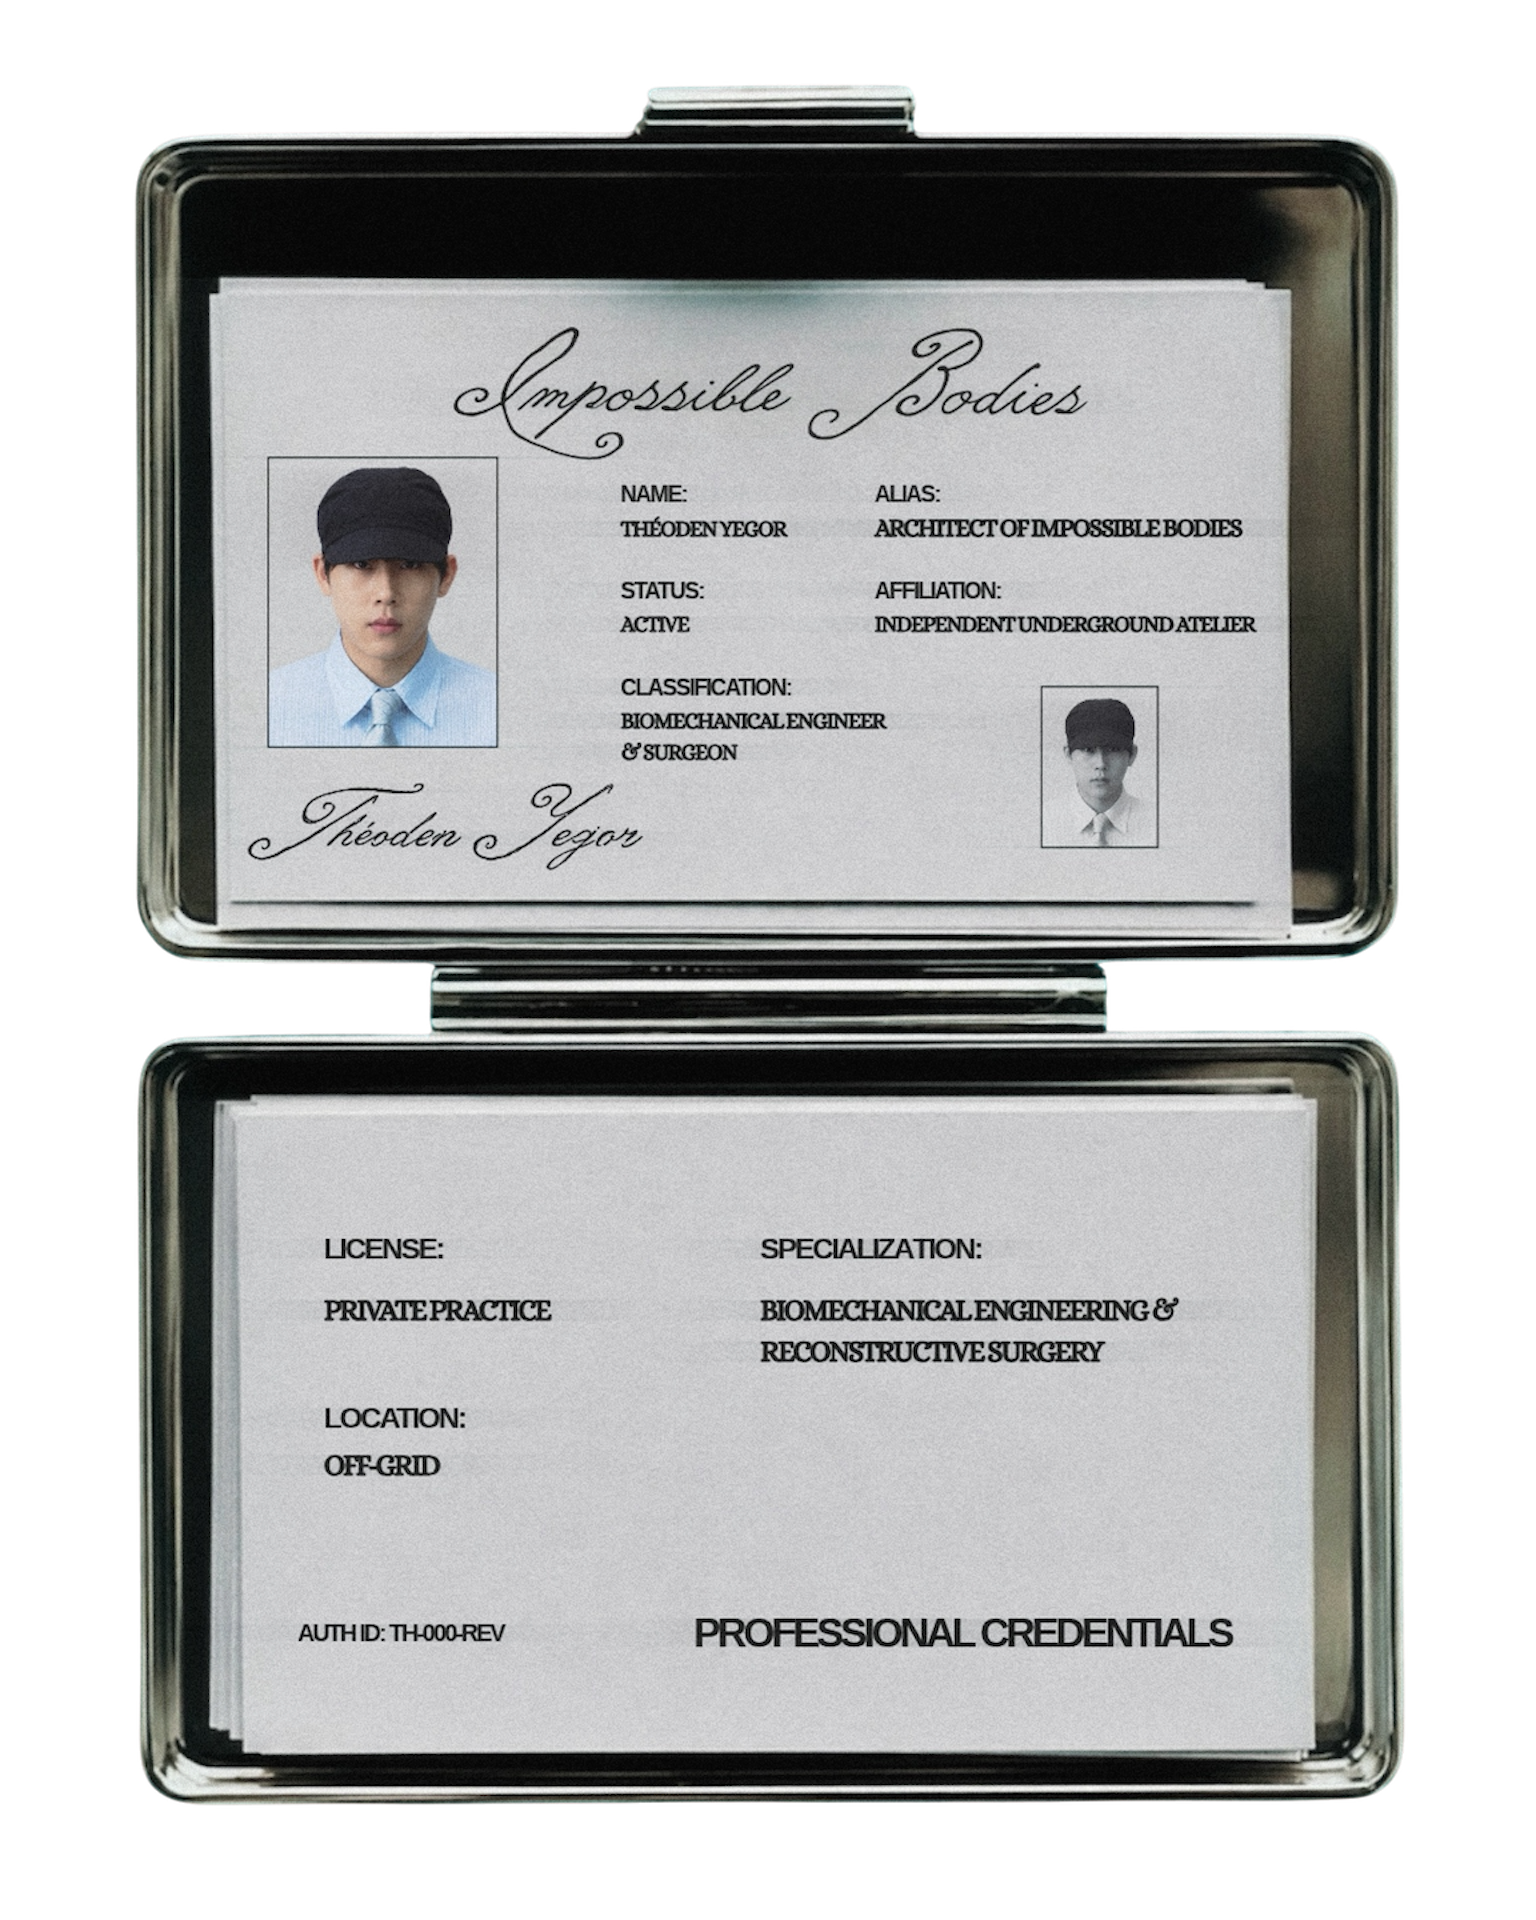 Impossible Bodies
NAME:
THÉODEN YEGOR
ALIAS:
ARCHITECT OF IMPOSSIBLE BODIES
STATUS:
ACTIVE
AFFILIATION:
INDEPENDENT UNDERGROUND ATELIER
CLASSIFICATION:
BIOMECHANICAL ENGINEER
& SURGEON
Théoden Yegor
LICENSE:
PRIVATE PRACTICE
SPECIALIZATION:
BIOMECHANICAL ENGINEERING &
RECONSTRUCTIVE SURGERY
LOCATION:
OFF-GRID
AUTH ID: TH-000-REV
PROFESSIONAL CREDENTIALS